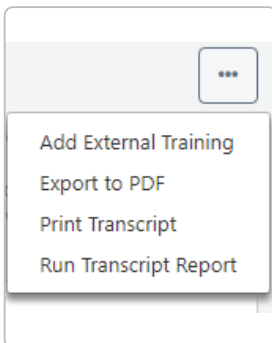 Add External Training
Export to PDF
Print Transcript
Run Transcript Report